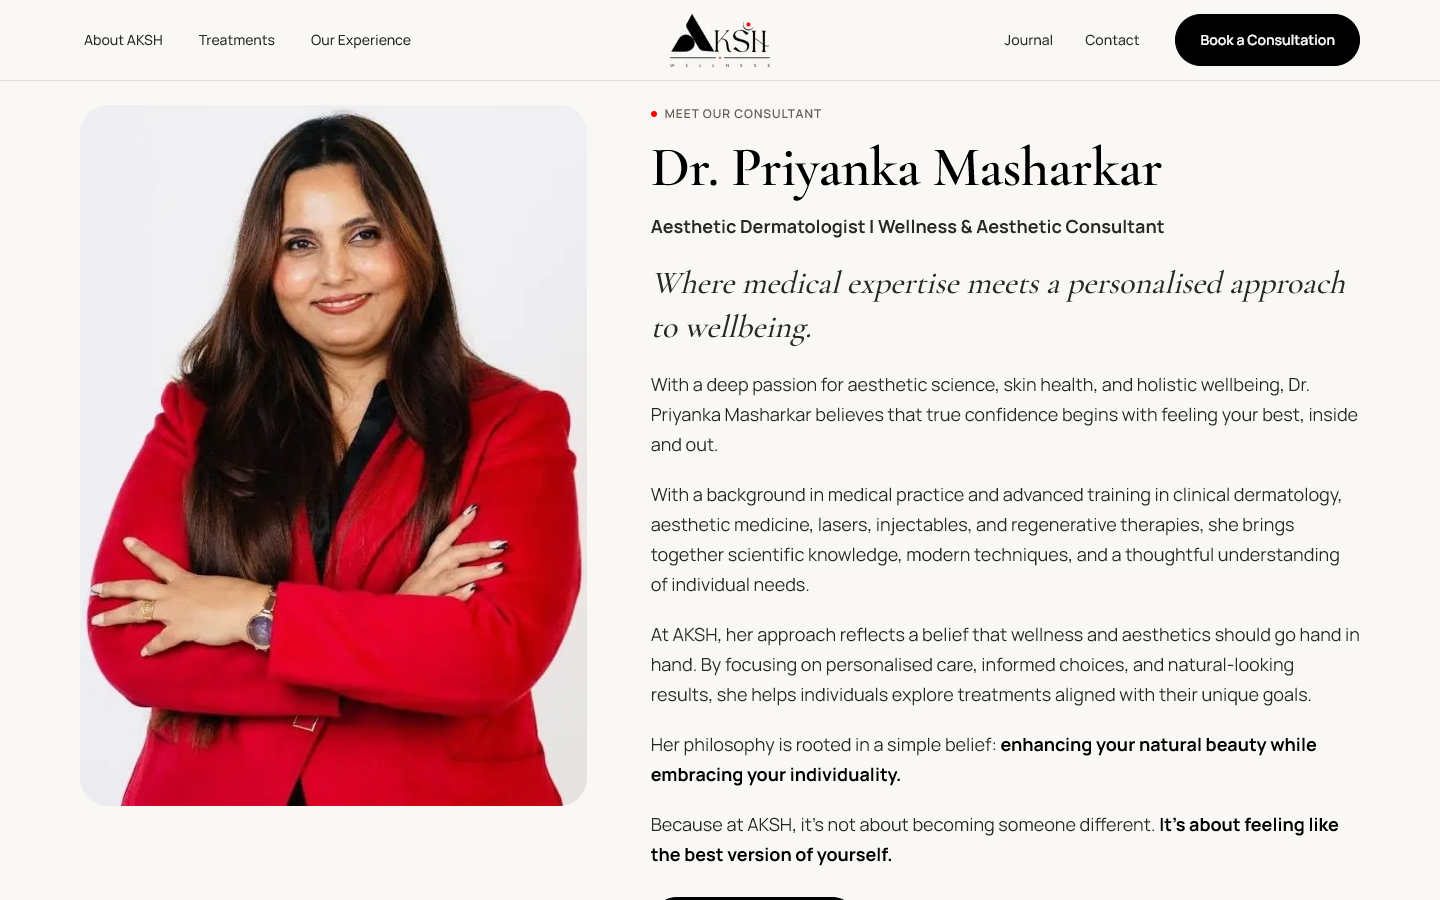 About AKSH
Treatments
Our Experience
AKSH
WELLNESS
Journal
Contact
Book a Consultation
MEET OUR CONSULTANT
Dr. Priyanka Masharkar
Aesthetic Dermatologist | Wellness & Aesthetic Consultant
Where medical expertise meets a personalised approach
to wellbeing.
With a deep passion for aesthetic science, skin health, and holistic wellbeing, Dr.
Priyanka Masharkar believes that true confidence begins with feeling your best, inside
and out.
With a background in medical practice and advanced training in clinical dermatology,
aesthetic medicine, lasers, injectables, and regenerative therapies, she brings
together scientific knowledge, modern techniques, and a thoughtful understanding
of individual needs.
At AKSH, her approach reflects a belief that wellness and aesthetics should go hand in
hand. By focusing on personalised care, informed choices, and natural-looking
results, she helps individuals explore treatments aligned with their unique goals.
Her philosophy is rooted in a simple belief: enhancing your natural beauty while
embracing your individuality.
Because at AKSH, it’s not about becoming someone different. It’s about feeling like
the best version of yourself.